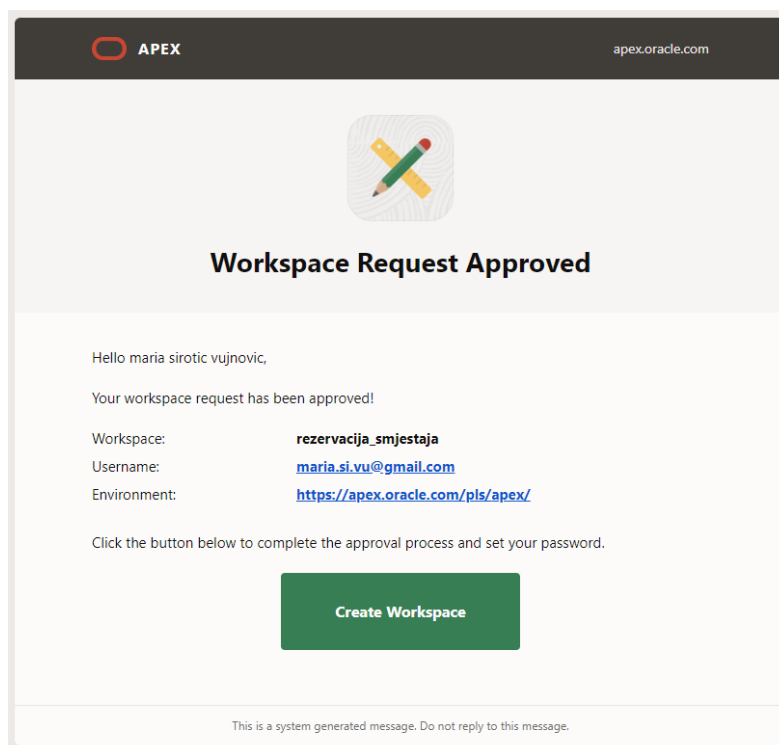 APEX
apex.oracle.com
Workspace Request Approved
Hello maria sirotic vujnovic,
Your workspace request has been approved!
Workspace: rezervacija_smjestaja
Username: maria.si.vu@gmail.com
Environment: https://apex.oracle.com/pls/apex/
Click the button below to complete the approval process and set your password.
Create Workspace
This is a system generated message. Do not reply to this message.